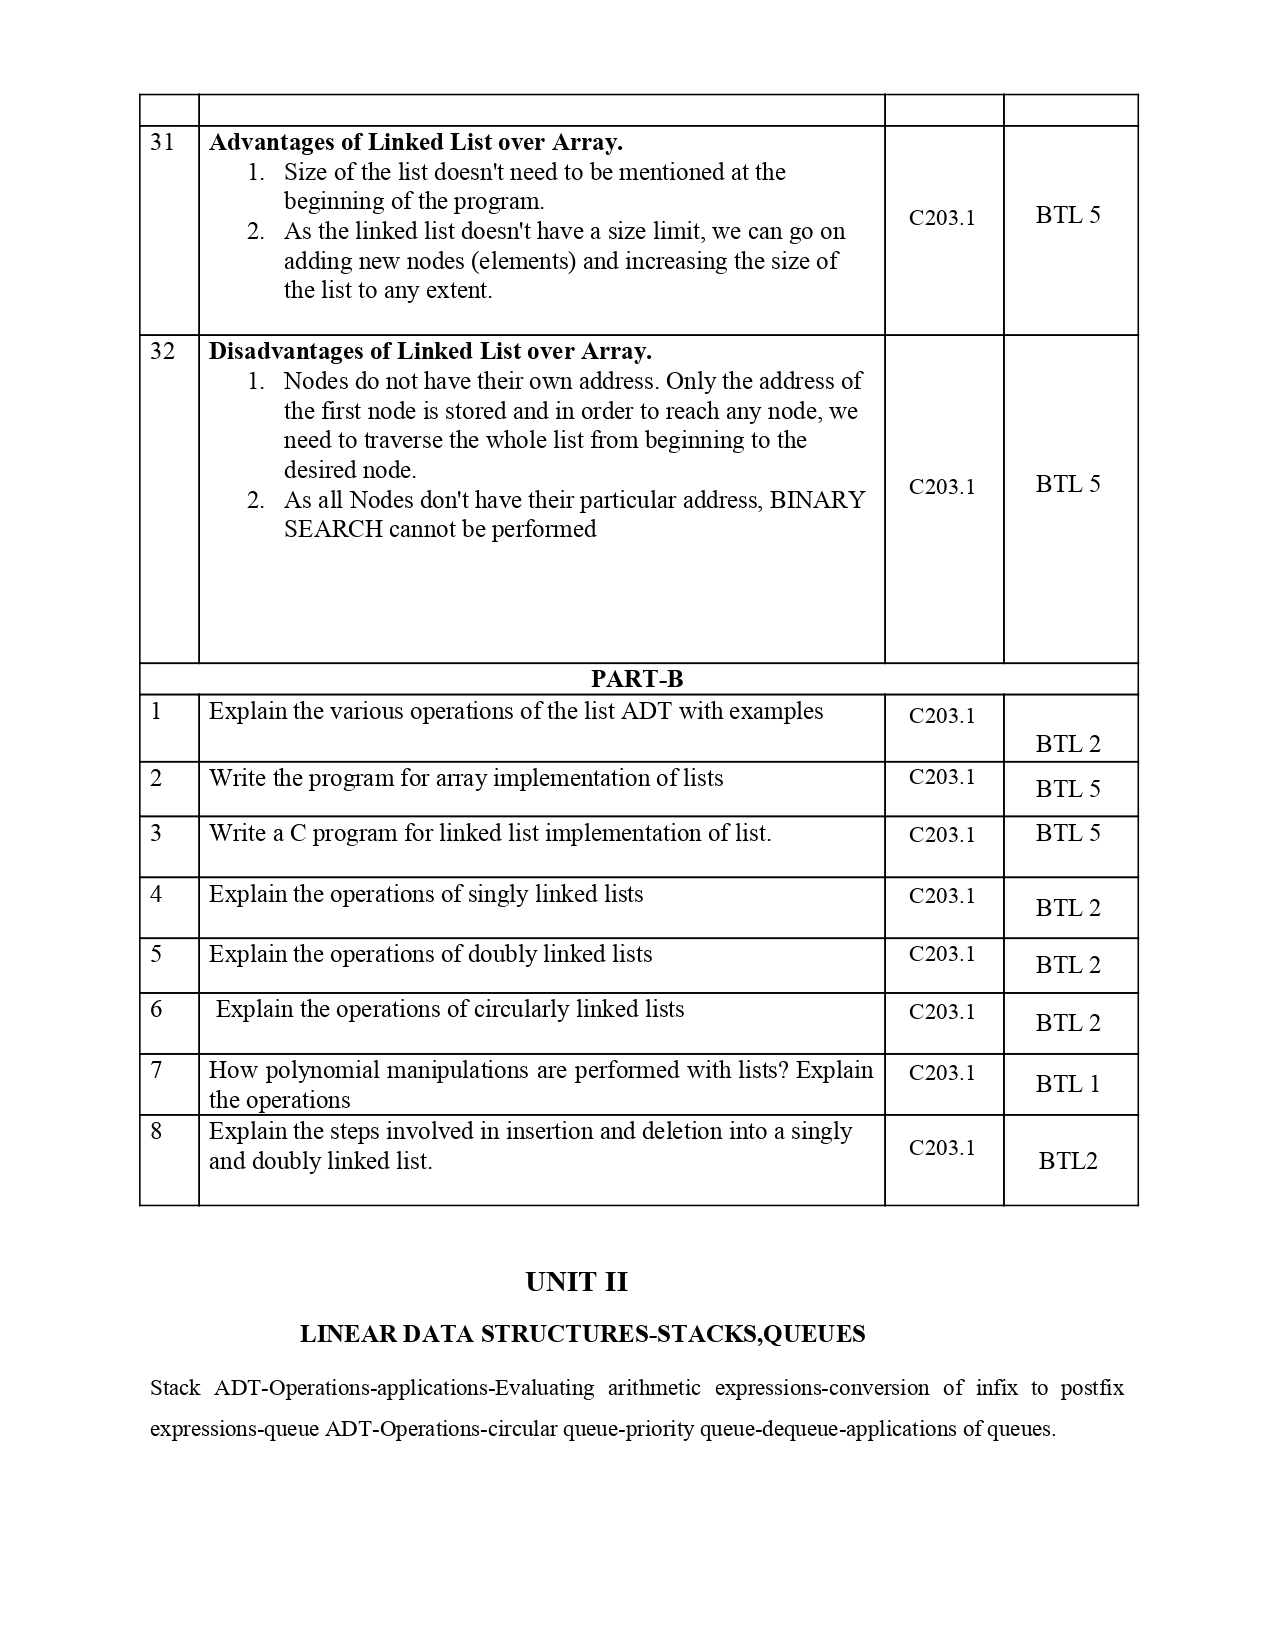 31 Advantages of Linked List over Array.
1. Size of the list doesn't need to be mentioned at the
beginning of the program.
2. As the linked list doesn't have a size limit, we can go on
adding new nodes (elements) and increasing the size of
the list to any extent.
C203.1 BTL 5
32 Disadvantages of Linked List over Array.
1. Nodes do not have their own address. Only the address of
the first node is stored and in order to reach any node, we
need to traverse the whole list from beginning to the
desired node.
2. As all Nodes don't have their particular address, BINARY
SEARCH cannot be performed
C203.1 BTL 5
PART-B
1 Explain the various operations of the list ADT with examples C203.1 BTL 2
2 Write the program for array implementation of lists C203.1 BTL 5
3 Write a C program for linked list implementation of list. C203.1 BTL 5
4 Explain the operations of singly linked lists C203.1 BTL 2
5 Explain the operations of doubly linked lists C203.1 BTL 2
6 Explain the operations of circularly linked lists C203.1 BTL 2
7 How polynomial manipulations are performed with lists? Explain
the operations
C203.1 BTL 1
8 Explain the steps involved in insertion and deletion into a singly
and doubly linked list.
C203.1 BTL2
UNIT II
LINEAR DATA STRUCTURES-STACKS,QUEUES
Stack ADT-Operations-applications-Evaluating arithmetic expressions-conversion of infix to postfix
expressions-queue ADT-Operations-circular queue-priority queue-dequeue-applications of queues.